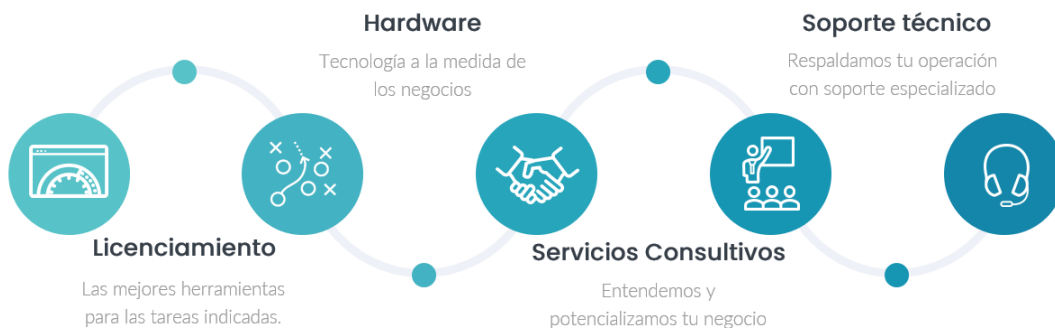 Hardware
Tecnología a la medida de
los negocios
Soporte técnico
Respaldamos tu operación
con soporte especializado
Licenciamiento
Las mejores herramientas
para las tareas indicadas.
Servicios Consultivos
Entendemos y
potencializamos tu negocio